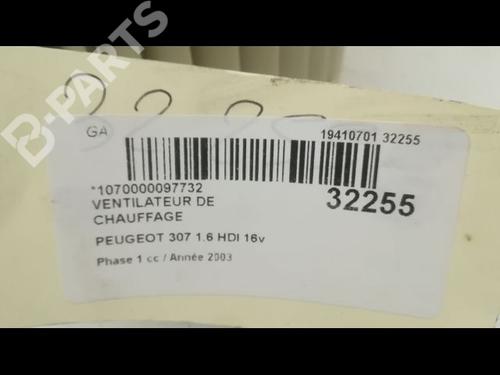 B-PARTS
GA
19410701 32255
*1070000097732
VENTILATEUR DE
CHAUFFAGE
32255
PEUGEOT 307 1.6 HDI 16v
Phase 1 cc / Année 2003